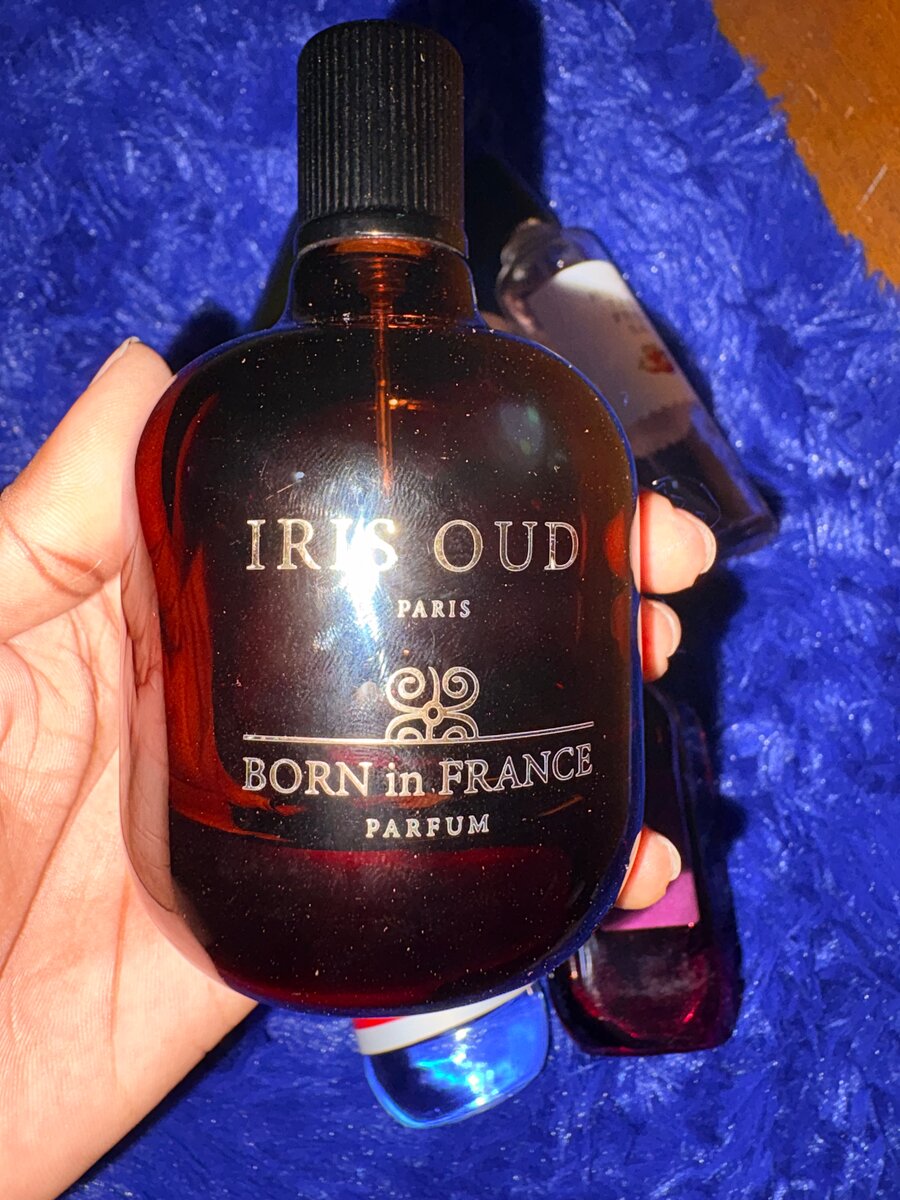 IRIS OUD
PARIS
BORN in FRANCE
PARFUM